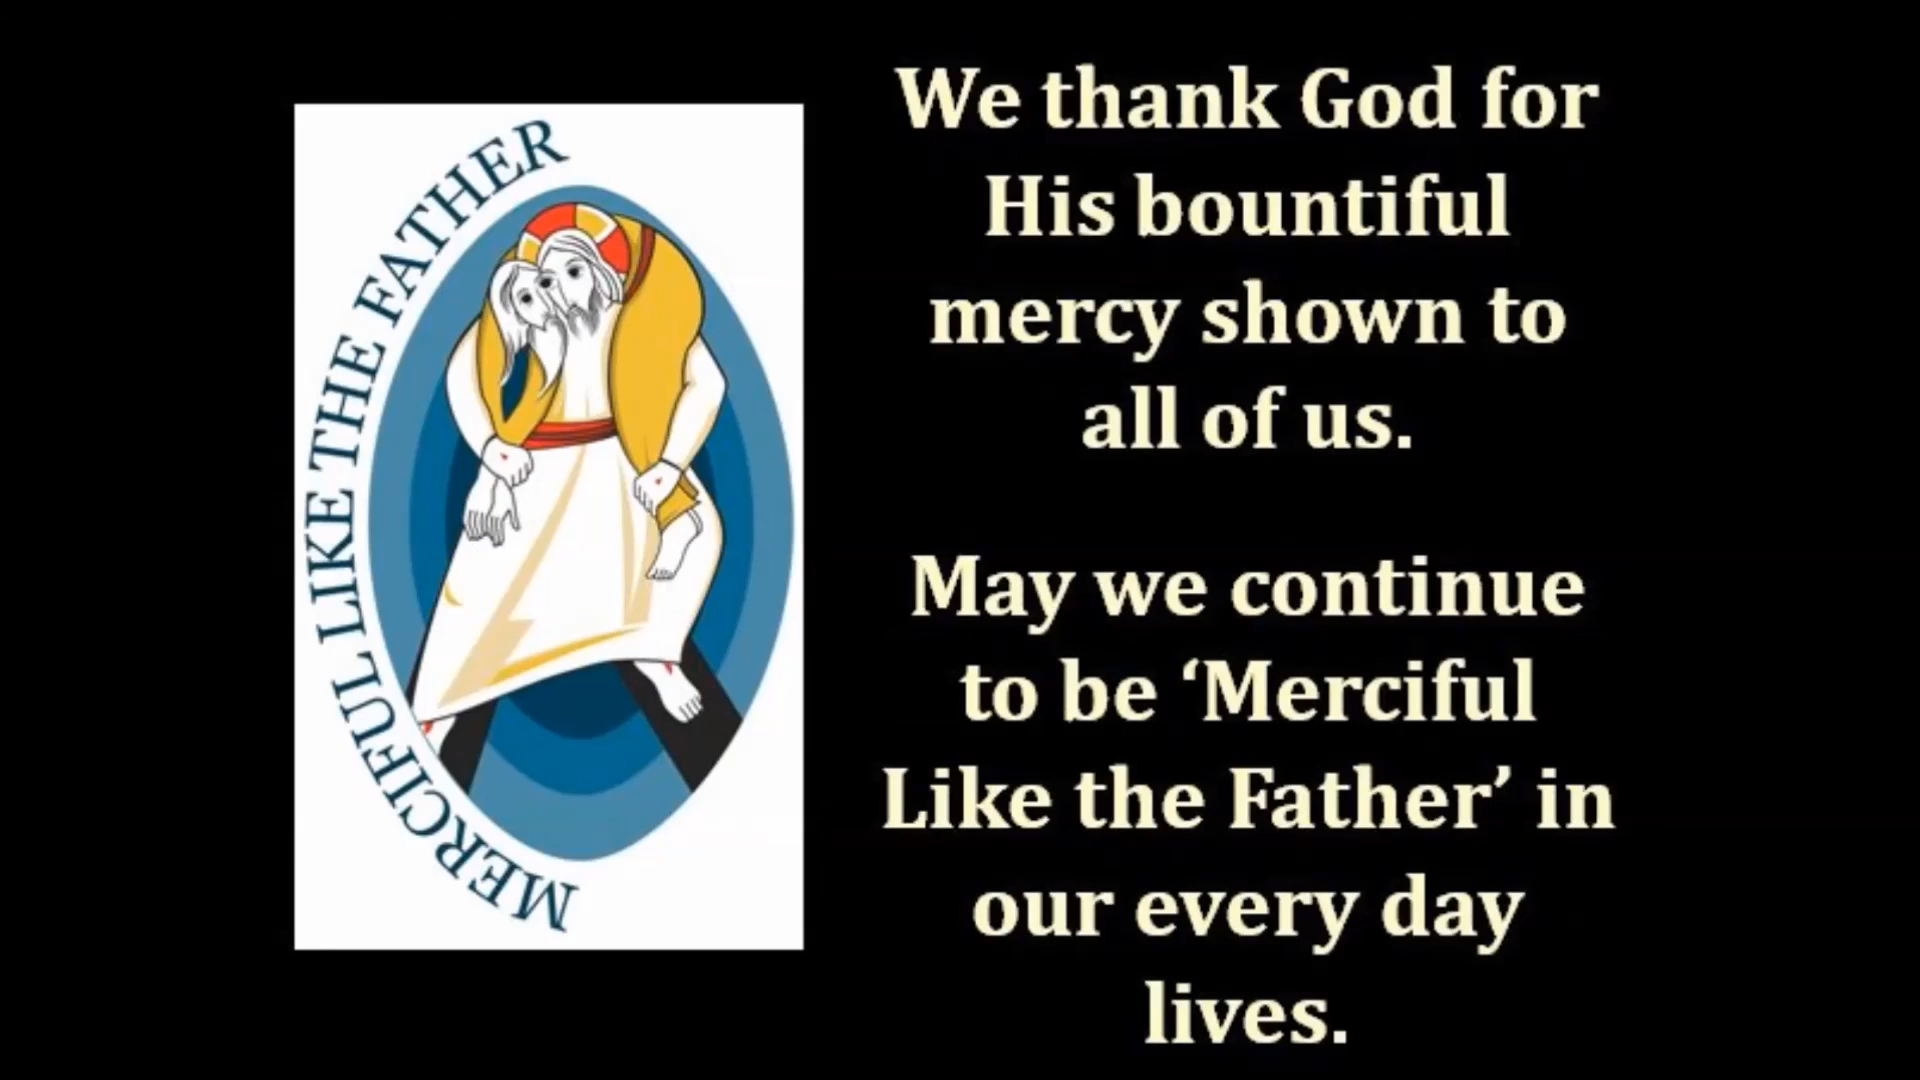 MERCIFUL LIKE THE FATHER
We thank God for
His bountiful
mercy shown to
all of us.
May we continue
to be ‘Merciful
Like the Father’ in
our every day
lives.